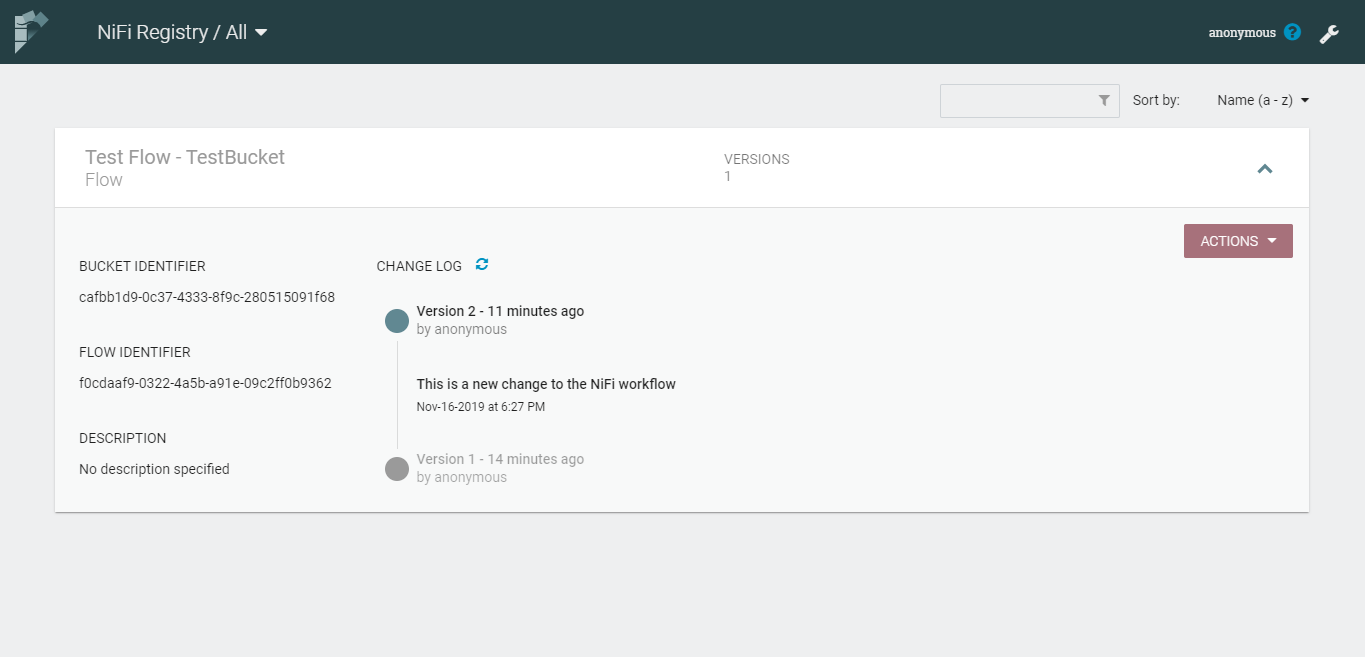 NiFi Registry / All
anonymous
Sort by:
Name (a - z)
Test Flow - TestBucket
Flow
VERSIONS
1
ACTIONS
BUCKET IDENTIFIER
cafbb1d9-0c37-4333-8f9c-280515091f68
FLOW IDENTIFIER
f0cdaaf9-0322-4a5b-a91e-09c2ff0b9362
DESCRIPTION
No description specified
CHANGE LOG
Version 2 - 11 minutes ago
by anonymous
This is a new change to the NiFi workflow
Nov-16-2019 at 6:27 PM
Version 1 - 14 minutes ago
by anonymous